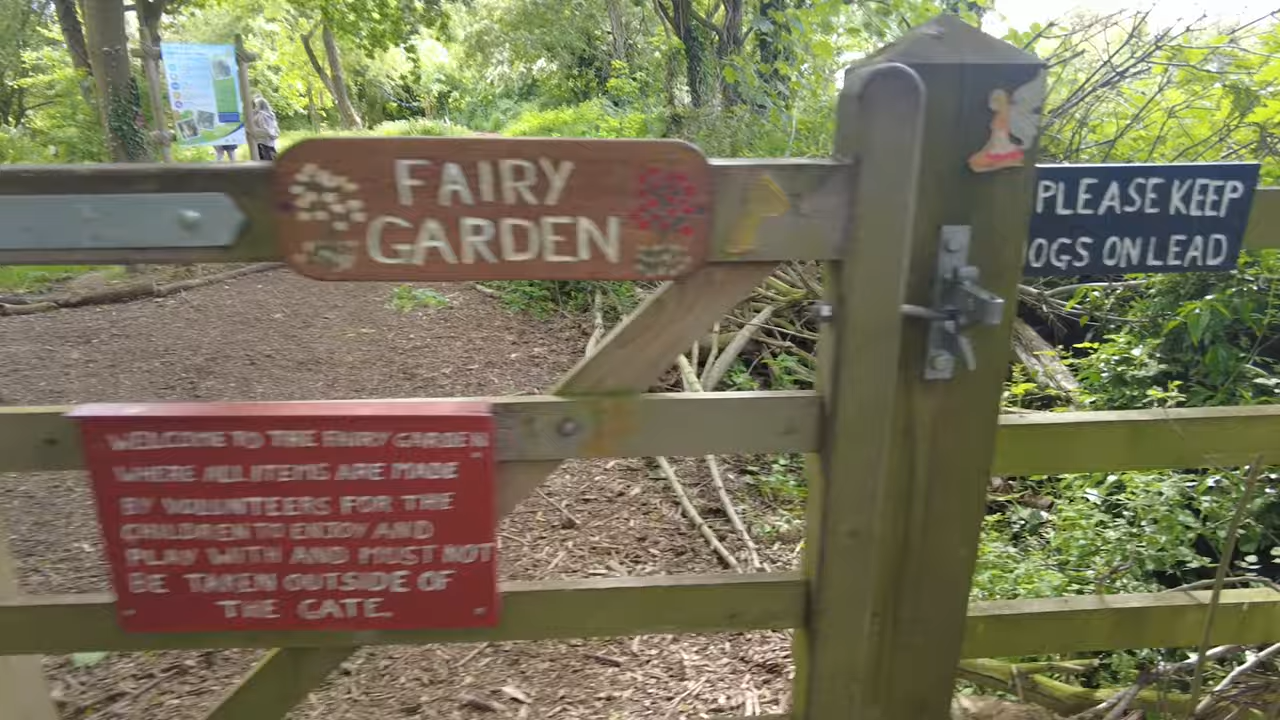 FAIRY
GARDEN
PLEASE KEEP
DOGS ON LEAD
WELCOME TO THE FAIRY GARDEN
WHERE ALL ITEMS ARE MADE
BY VOLUNTEERS FOR THE
CHILDREN TO ENJOY AND
PLAY WITH AND MUST NOT
BE TAKEN OUTSIDE OF
THE GATE.